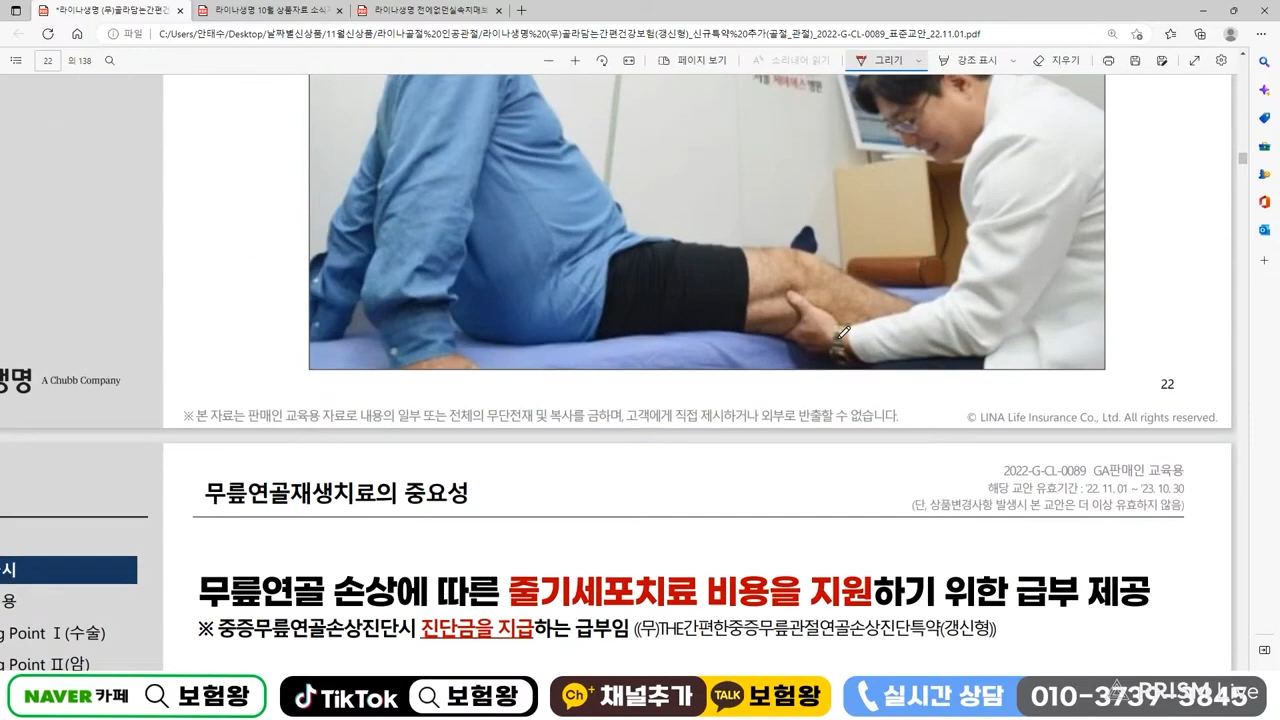 *라이나생명 (무)골라담는간편건
라이나생명 10월 상품자료 소식
라이나생명 전에없던실속치매보
파일
C:/Users/안태수/Desktop/날짜별신상품/11월신상품/라이나골절%20인공관절/라이나생명%20(무)골라담는간편건강보험(갱신형)_신규특약%20추가(골절_관절)_2022-G-CL-0089_표준교안_22.11.01.pdf
22 의 138
페이지 보기
소리내어 읽기
그리기
강조 표시
지우기
생명 A Chubb Company
22
※ 본 자료는 판매인 교육용 자료로 내용의 일부 또는 전체의 무단전재 및 복사를 금하며, 고객에게 직접 제시하거나 외부로 반출할 수 없습니다.
© LINA Life Insurance Co., Ltd. All rights reserved.
2022-G-CL-0089 GA판매인 교육용
무릎연골재생치료의 중요성
해당 교안 유효기간 : '22. 11. 01 ~ '23. 10. 30
(단, 상품변경사항 발생시 본 교안은 더 이상 유효하지 않음)
시
용
무릎연골 손상에 따른 줄기세포치료 비용을 지원하기 위한 급부 제공
g Point Ⅰ(수술)
※ 중증무릎연골손상진단시 진단금을 지급하는 급부임 ((무)THE간편한중증무릎관절연골손상진단특약(갱신형))
g Point Ⅱ(암)
NAVER 카페 보험왕
TikTok 보험왕
Ch+ 채널추가 TALK 보험왕
실시간 상담 010-3739-3845
PRISM Live